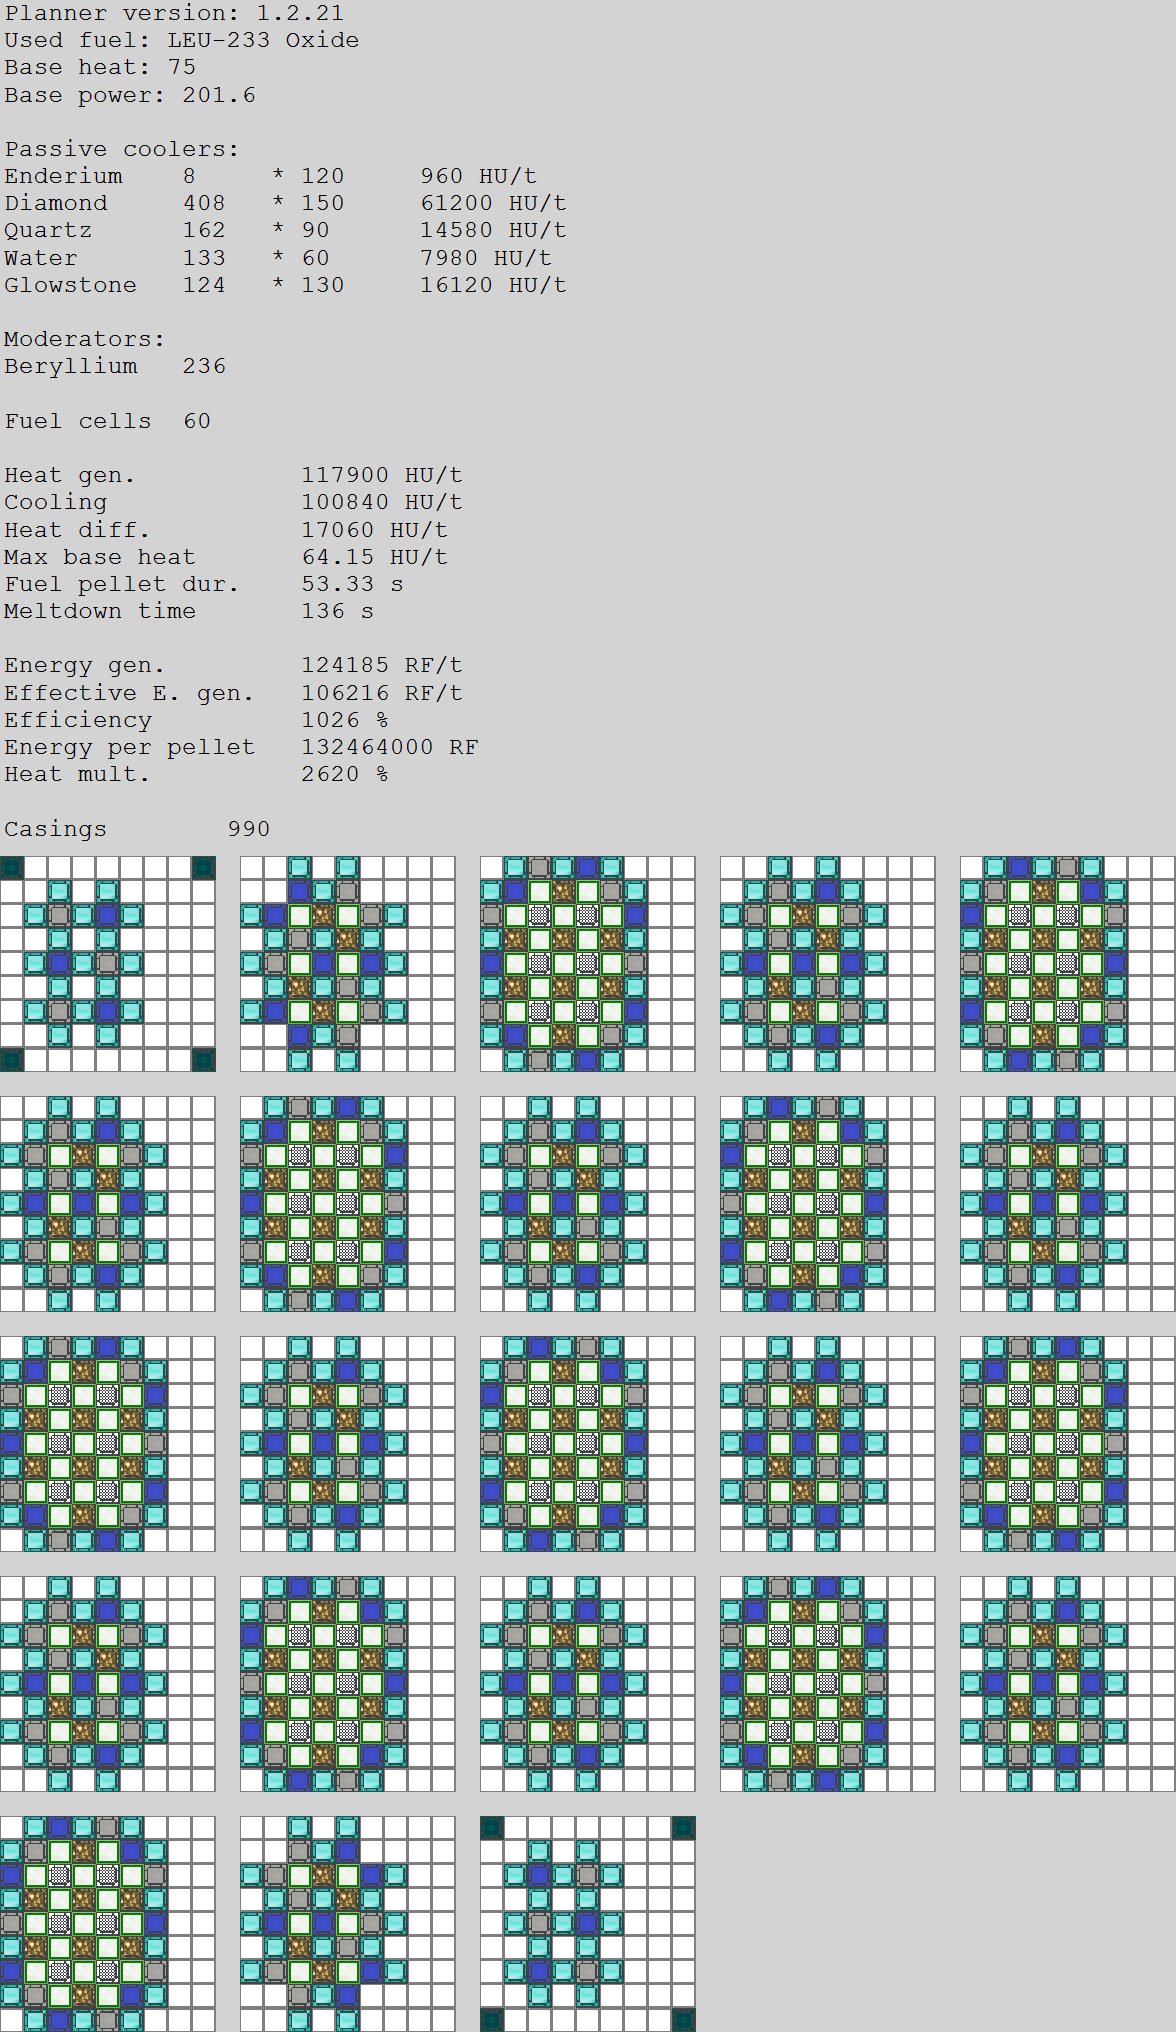 Planner version: 1.2.21
Used fuel: LEU-233 Oxide
Base heat: 75
Base power: 201.6
Passive coolers:
Enderium 8 * 120 960 HU/t
Diamond 408 * 150 61200 HU/t
Quartz 162 * 90 14580 HU/t
Water 133 * 60 7980 HU/t
Glowstone 124 * 130 16120 HU/t
Moderators:
Beryllium 236
Fuel cells 60
Heat gen. 117900 HU/t
Cooling 100840 HU/t
Heat diff. 17060 HU/t
Max base heat 64.15 HU/t
Fuel pellet dur. 53.33 s
Meltdown time 136 s
Energy gen. 124185 RF/t
Effective E. gen. 106216 RF/t
Efficiency 1026 %
Energy per pellet 132464000 RF
Heat mult. 2620 %
Casings 990